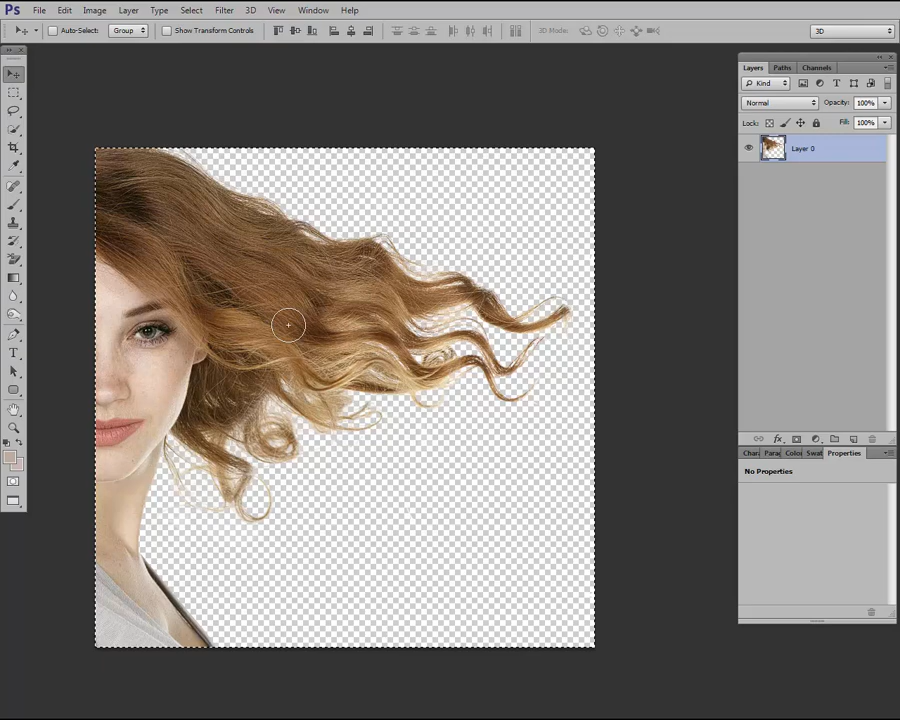 Ps File Edit Image Layer Type Select Filter 3D View Window Help
Auto-Select: Group Show Transform Controls 3D Mode: 3D
Layers Paths Channels
Kind T
Normal Opacity: 100%
Lock: Fill: 100%
Layer 0
fx
Chara Parag Color Swat Properties
No Properties
T